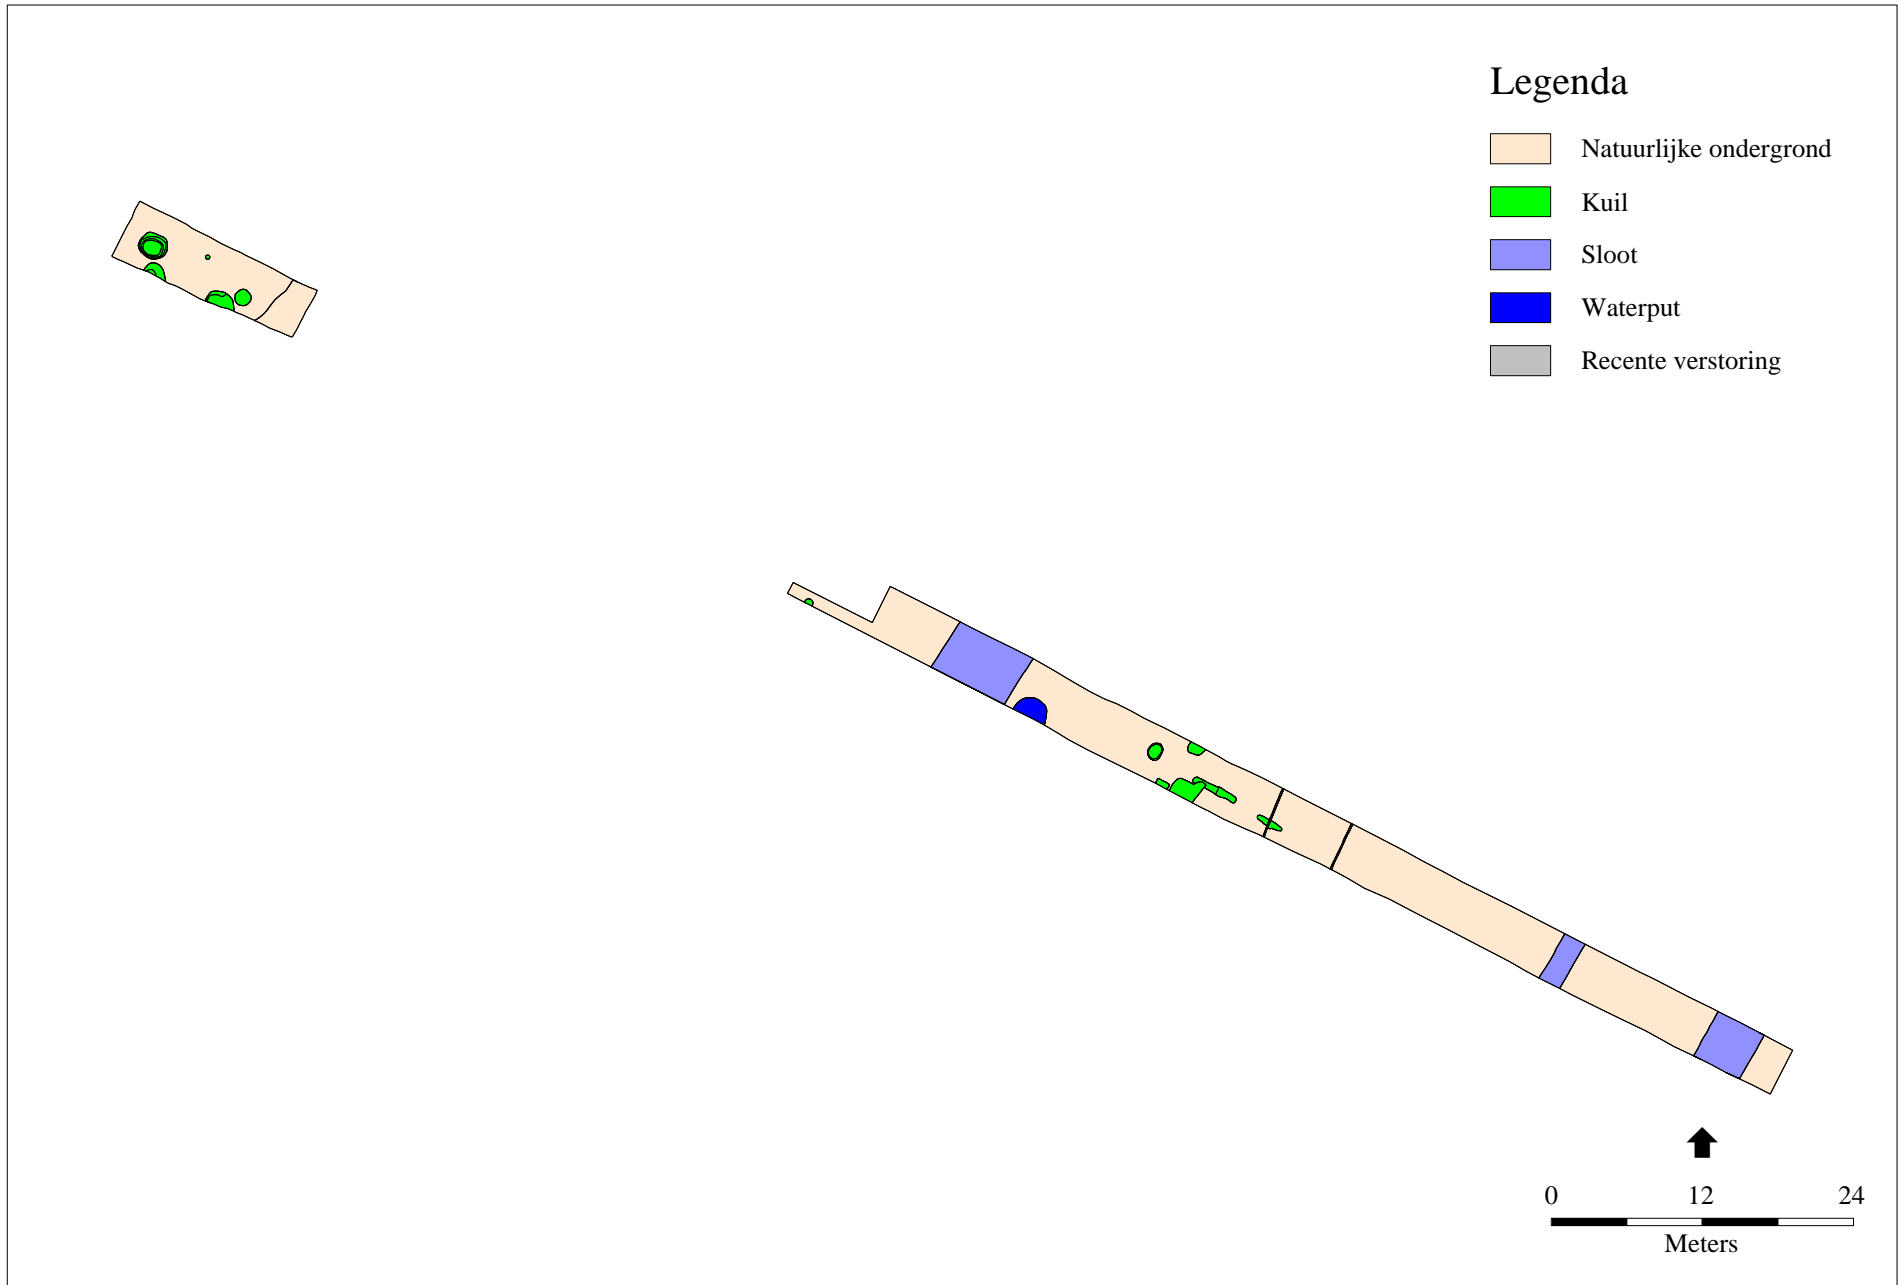 Legenda
Natuurlijke ondergrond
Kuil
Sloot
Waterput
Recente verstoring
0 12 24
Meters